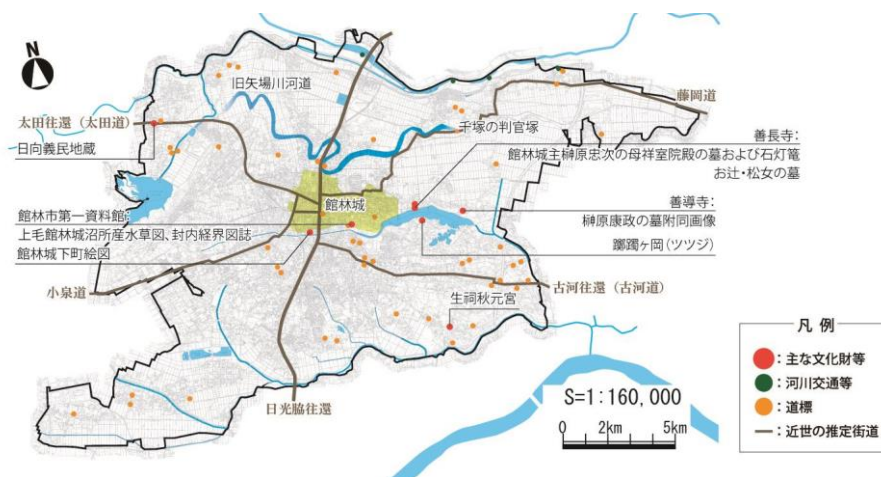 N
旧矢場川河道
太田往還(太田道)
日向義民地蔵
千塚の判官塚
藤岡道
善長寺:
館林城主榊原忠次の母祥室院殿の墓および石灯篭
お辻・松女の墓
館林城
館林市第一資料館:
上毛館林城沼所産水草図、封内経界図誌
館林城下町絵図
善導寺:
榊原康政の墓附同画像
躑躅ヶ岡(ツツジ)
小泉道
古河往還(古河道)
生祠秋元宮
日光脇往還
S=1:160,000
0 2km 5km
凡 例
:主な文化財等
:河川交通等
:道標
:近世の推定街道